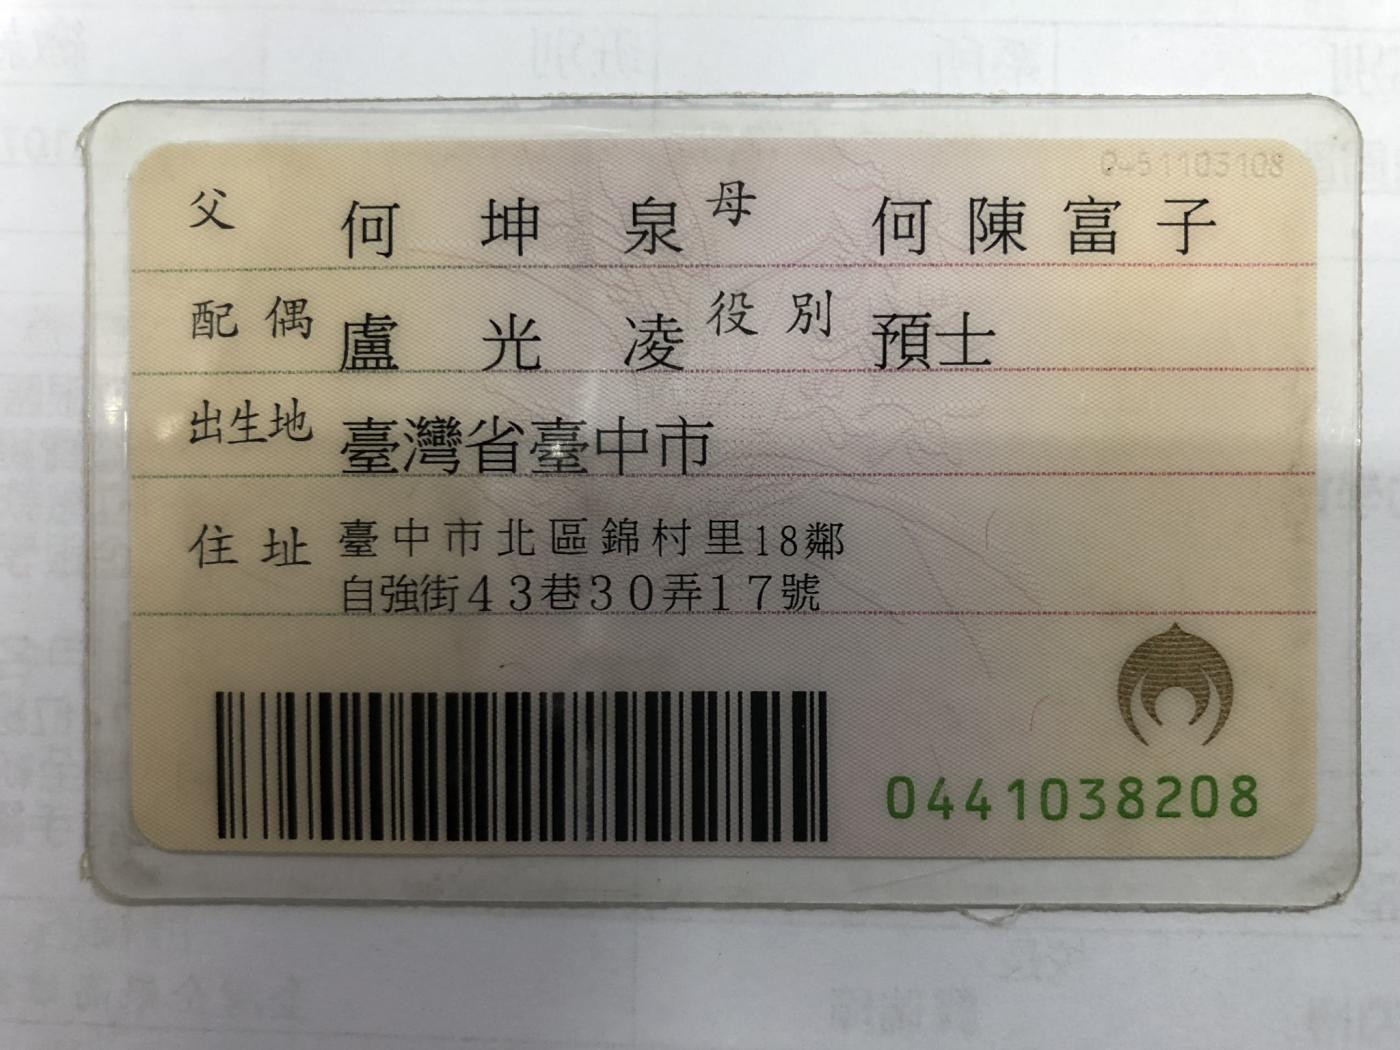 0-51103108
父 何坤泉 母 何陳富子
配偶 盧光凌 役別 預士
出生地 臺灣省臺中市
住址 臺中市北區錦村里18鄰
自強街43巷30弄17號
0441038208